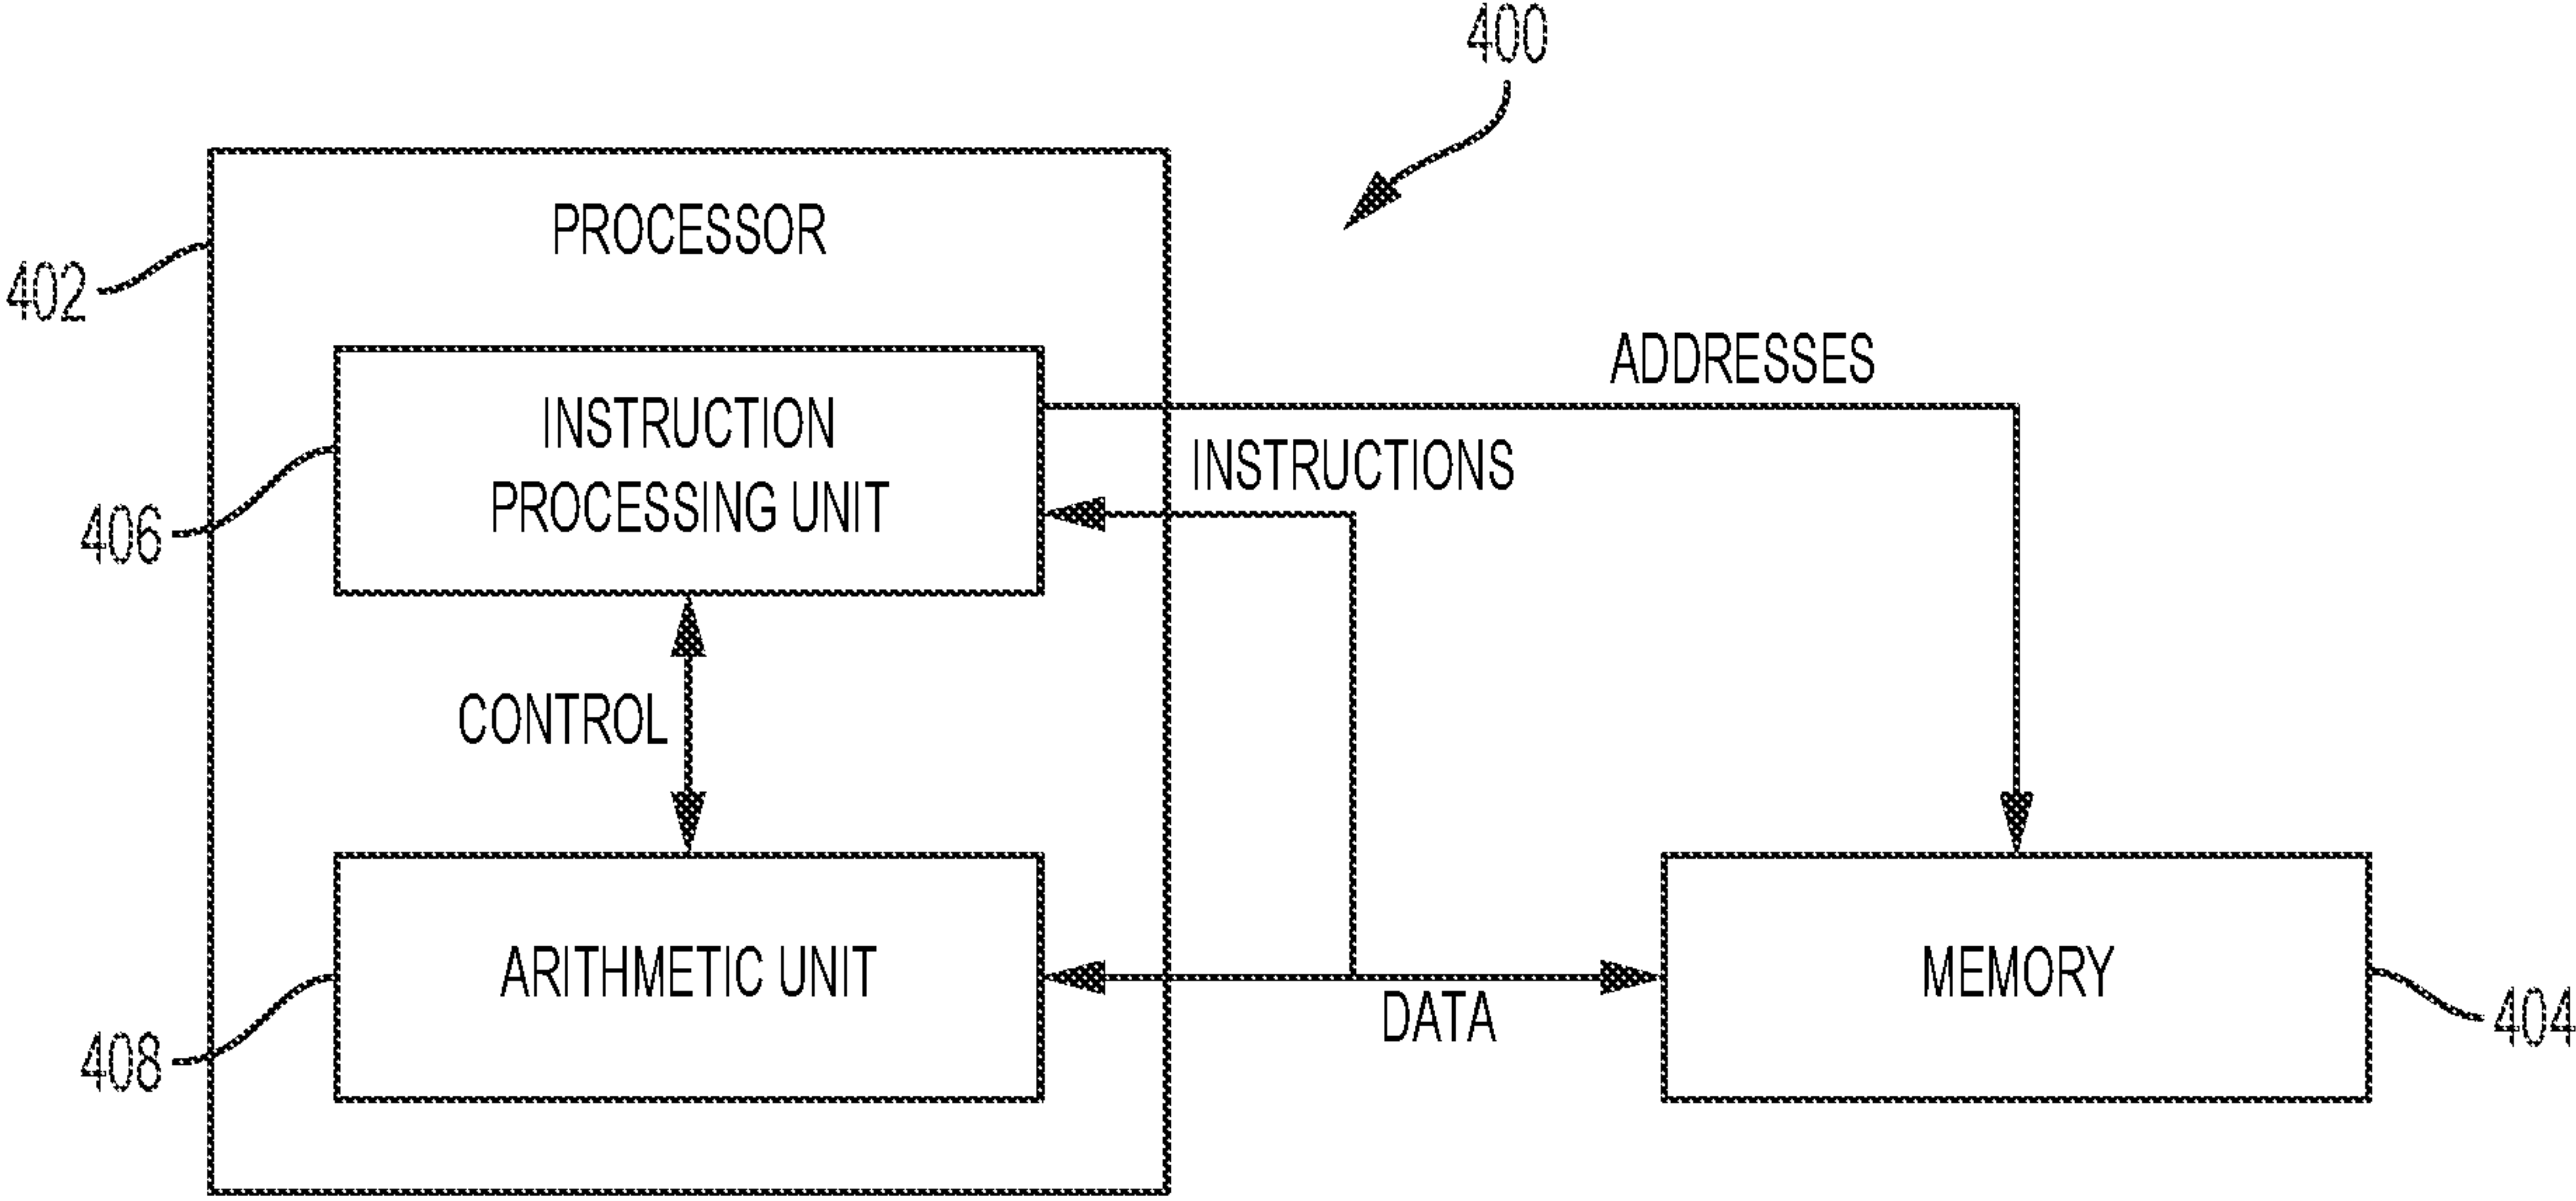 400
PROCESSOR
402
ADDRESSES
INSTRUCTION
PROCESSING UNIT
INSTRUCTIONS
406
CONTROL
ARITHMETIC UNIT
MEMORY
DATA
404
408